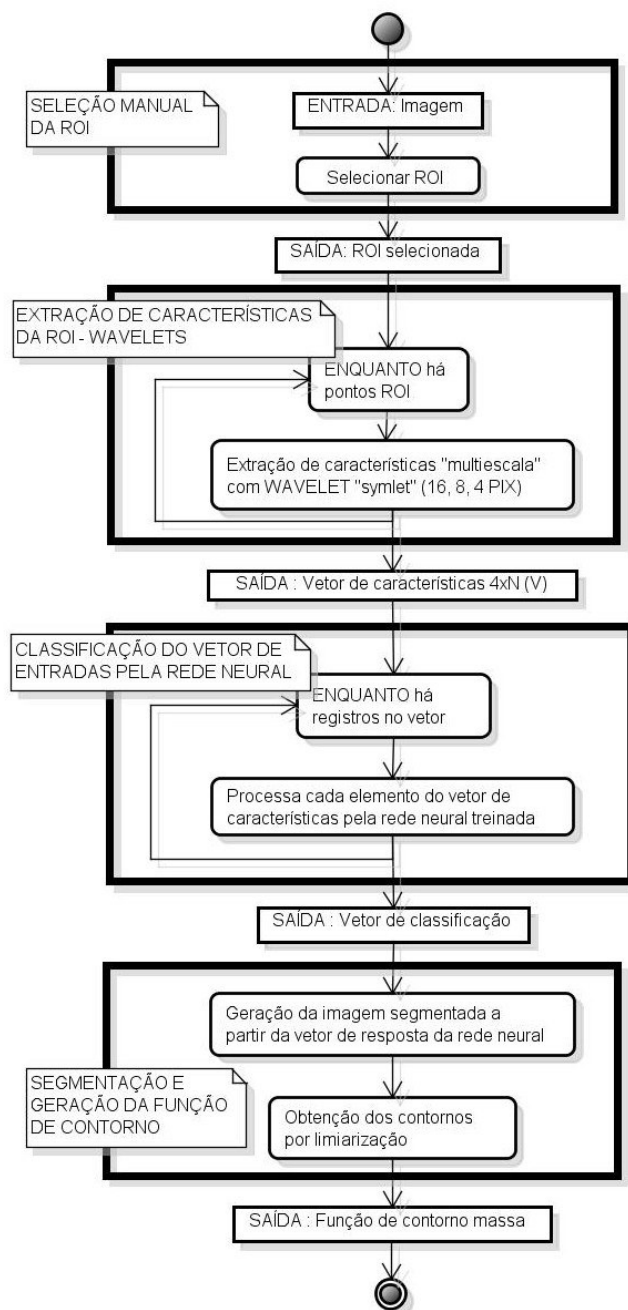 SELEÇÃO MANUAL
DA ROI
ENTRADA: Imagem
Selecionar ROI
SAÍDA: ROI selecionada
EXTRAÇÃO DE CARACTERÍSTICAS
DA ROI - WAVELETS
ENQUANTO há
pontos ROI
Extração de características "multiescala"
com WAVELET "symlet" (16, 8, 4 PIX)
SAÍDA : Vetor de características 4xN (V)
CLASSIFICAÇÃO DO VETOR DE
ENTRADAS PELA REDE NEURAL
ENQUANTO há
registros no vetor
Processa cada elemento do vetor de
características pela rede neural treinada
SAÍDA : Vetor de classificação
Geração da imagem segmentada a
partir da vetor de resposta da rede neural
SEGMENTAÇÃO E
GERAÇÃO DA FUNÇÃO
DE CONTORNO
Obtenção dos contornos
por limiarização
SAÍDA : Função de contorno massa